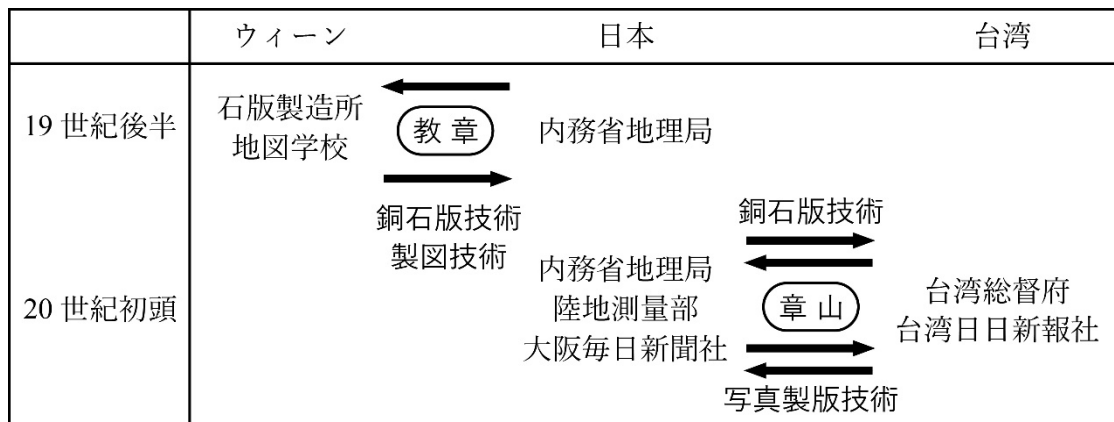 ウィーン 日本 台湾
19 世紀後半
石版製造所
地図学校
教章
内務省地理局
銅石版技術
製図技術
20 世紀初頭
内務省地理局
陸地測量部
大阪毎日新聞社
銅石版技術
章山
写真製版技術
台湾総督府
台湾日日新報社